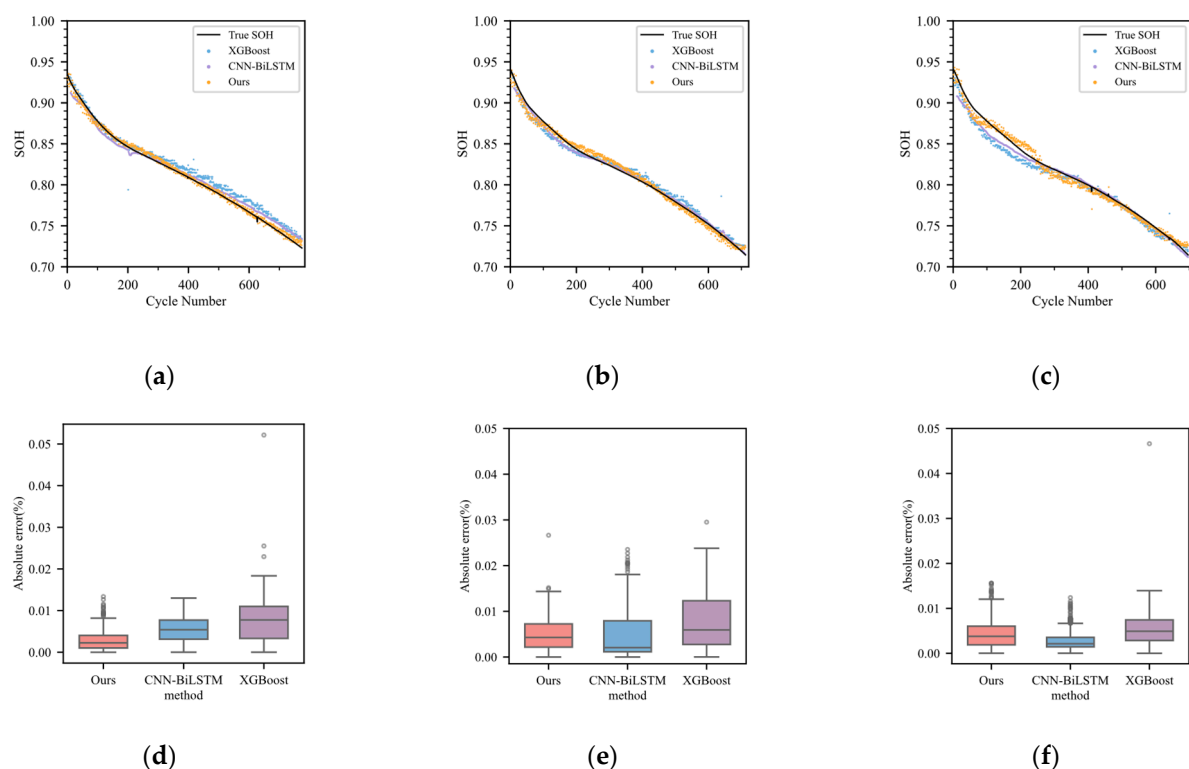 1.00
0.95
0.90
0.85
0.80
0.75
0.70
SOH
True SOH
XGBoost
CNN-BiLSTM
Ours
0 200 400 600
Cycle Number
(a)
1.00
0.95
0.90
0.85
0.80
0.75
0.70
SOH
True SOH
XGBoost
CNN-BiLSTM
Ours
0 200 400 600
Cycle Number
(b)
1.00
0.95
0.90
0.85
0.80
0.75
0.70
SOH
True SOH
XGBoost
CNN-BiLSTM
Ours
0 200 400 600
Cycle Number
(c)
0.05
0.04
0.03
0.02
0.01
0.00
Absolute error(%)
Ours CNN-BiLSTM XGBoost
method
(d)
0.05
0.04
0.03
0.02
0.01
0.00
Absolute error(%)
Ours CNN-BiLSTM XGBoost
method
(e)
0.05
0.04
0.03
0.02
0.01
0.00
Absolute error(%)
Ours CNN-BiLSTM XGBoost
method
(f)